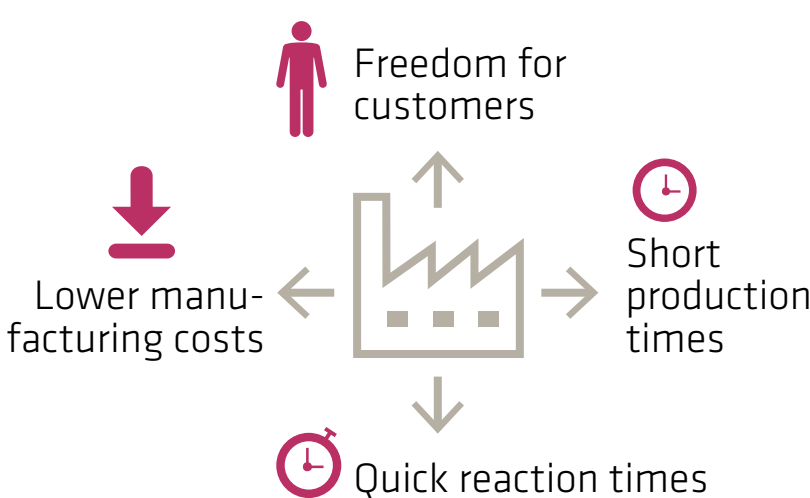 Freedom for
customers
Lower manu-
facturing costs
Short
production
times
Quick reaction times